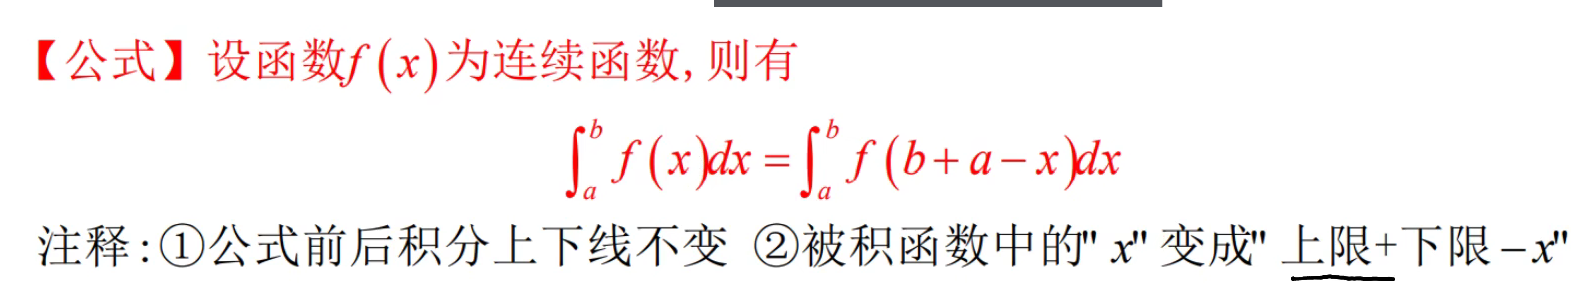 【公式】设函数f(x)为连续函数,则有
∫_a^b f(x)dx=∫_a^b f(b+a-x)dx
注释:①公式前后积分上下线不变 ②被积函数中的"x"变成"上限+下限-x"